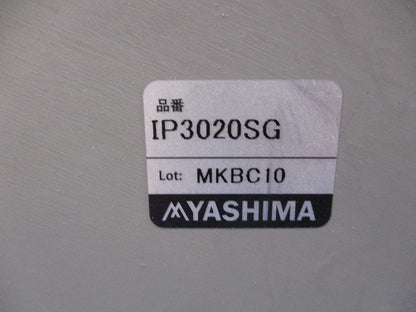 品番
IP3020SG
Lot: MKBC10
YASHIMA